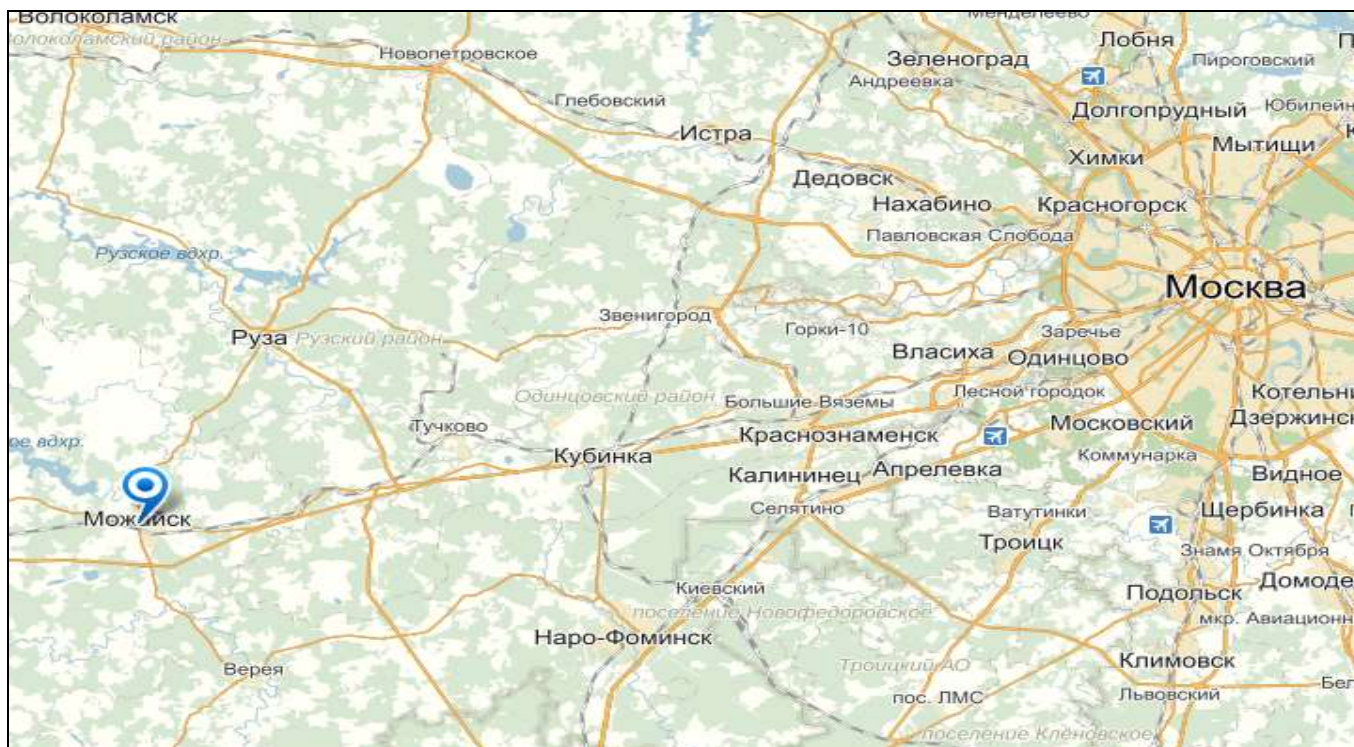 Волоколамск
Менделеево
Лобня
Волоколамский район
Новопетровское
Зеленоград
Пироговский
Андреевка
Глебовский
Долгопрудный
Юбилейн
Истра
Мытищи
Химки
Дедовск
Нахабино
Красногорск
Павловская Слобода
Рузское вдхр.
Москва
Звенигород
Горки-10
Заречье
Руза
Рузский район
Власиха
Одинцово
Одинцовский район
Большие Вяземы
Лесной городок
Котельни
Дзержинск
Тучково
Московский
Краснознаменск
ое вдхр.
Кубинка
Коммунарка
Калининец
Апрелевка
Видное
Можайск
Селятино
Ватутинки
Щербинка
Троицк
Знамя Октября
Киевский
Домоде
Подольск
поселение Новофедоровское
мкр. Авиационн
Наро-Фоминск
Верея
Троицкий АО
Климовск
пос. ЛМС
Львовский
Бел
поселение Клёновское